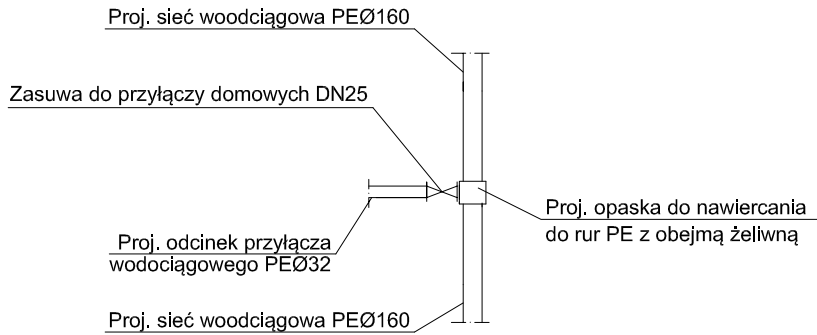 Proj. sieć woodciągowa PEØ160
Zasuwa do przyłączy domowych DN25
Proj. opaska do nawiercania
do rur PE z obejmą żeliwną
Proj. odcinek przyłącza
wodociągowego PEØ32
Proj. sieć woodciągowa PEØ160